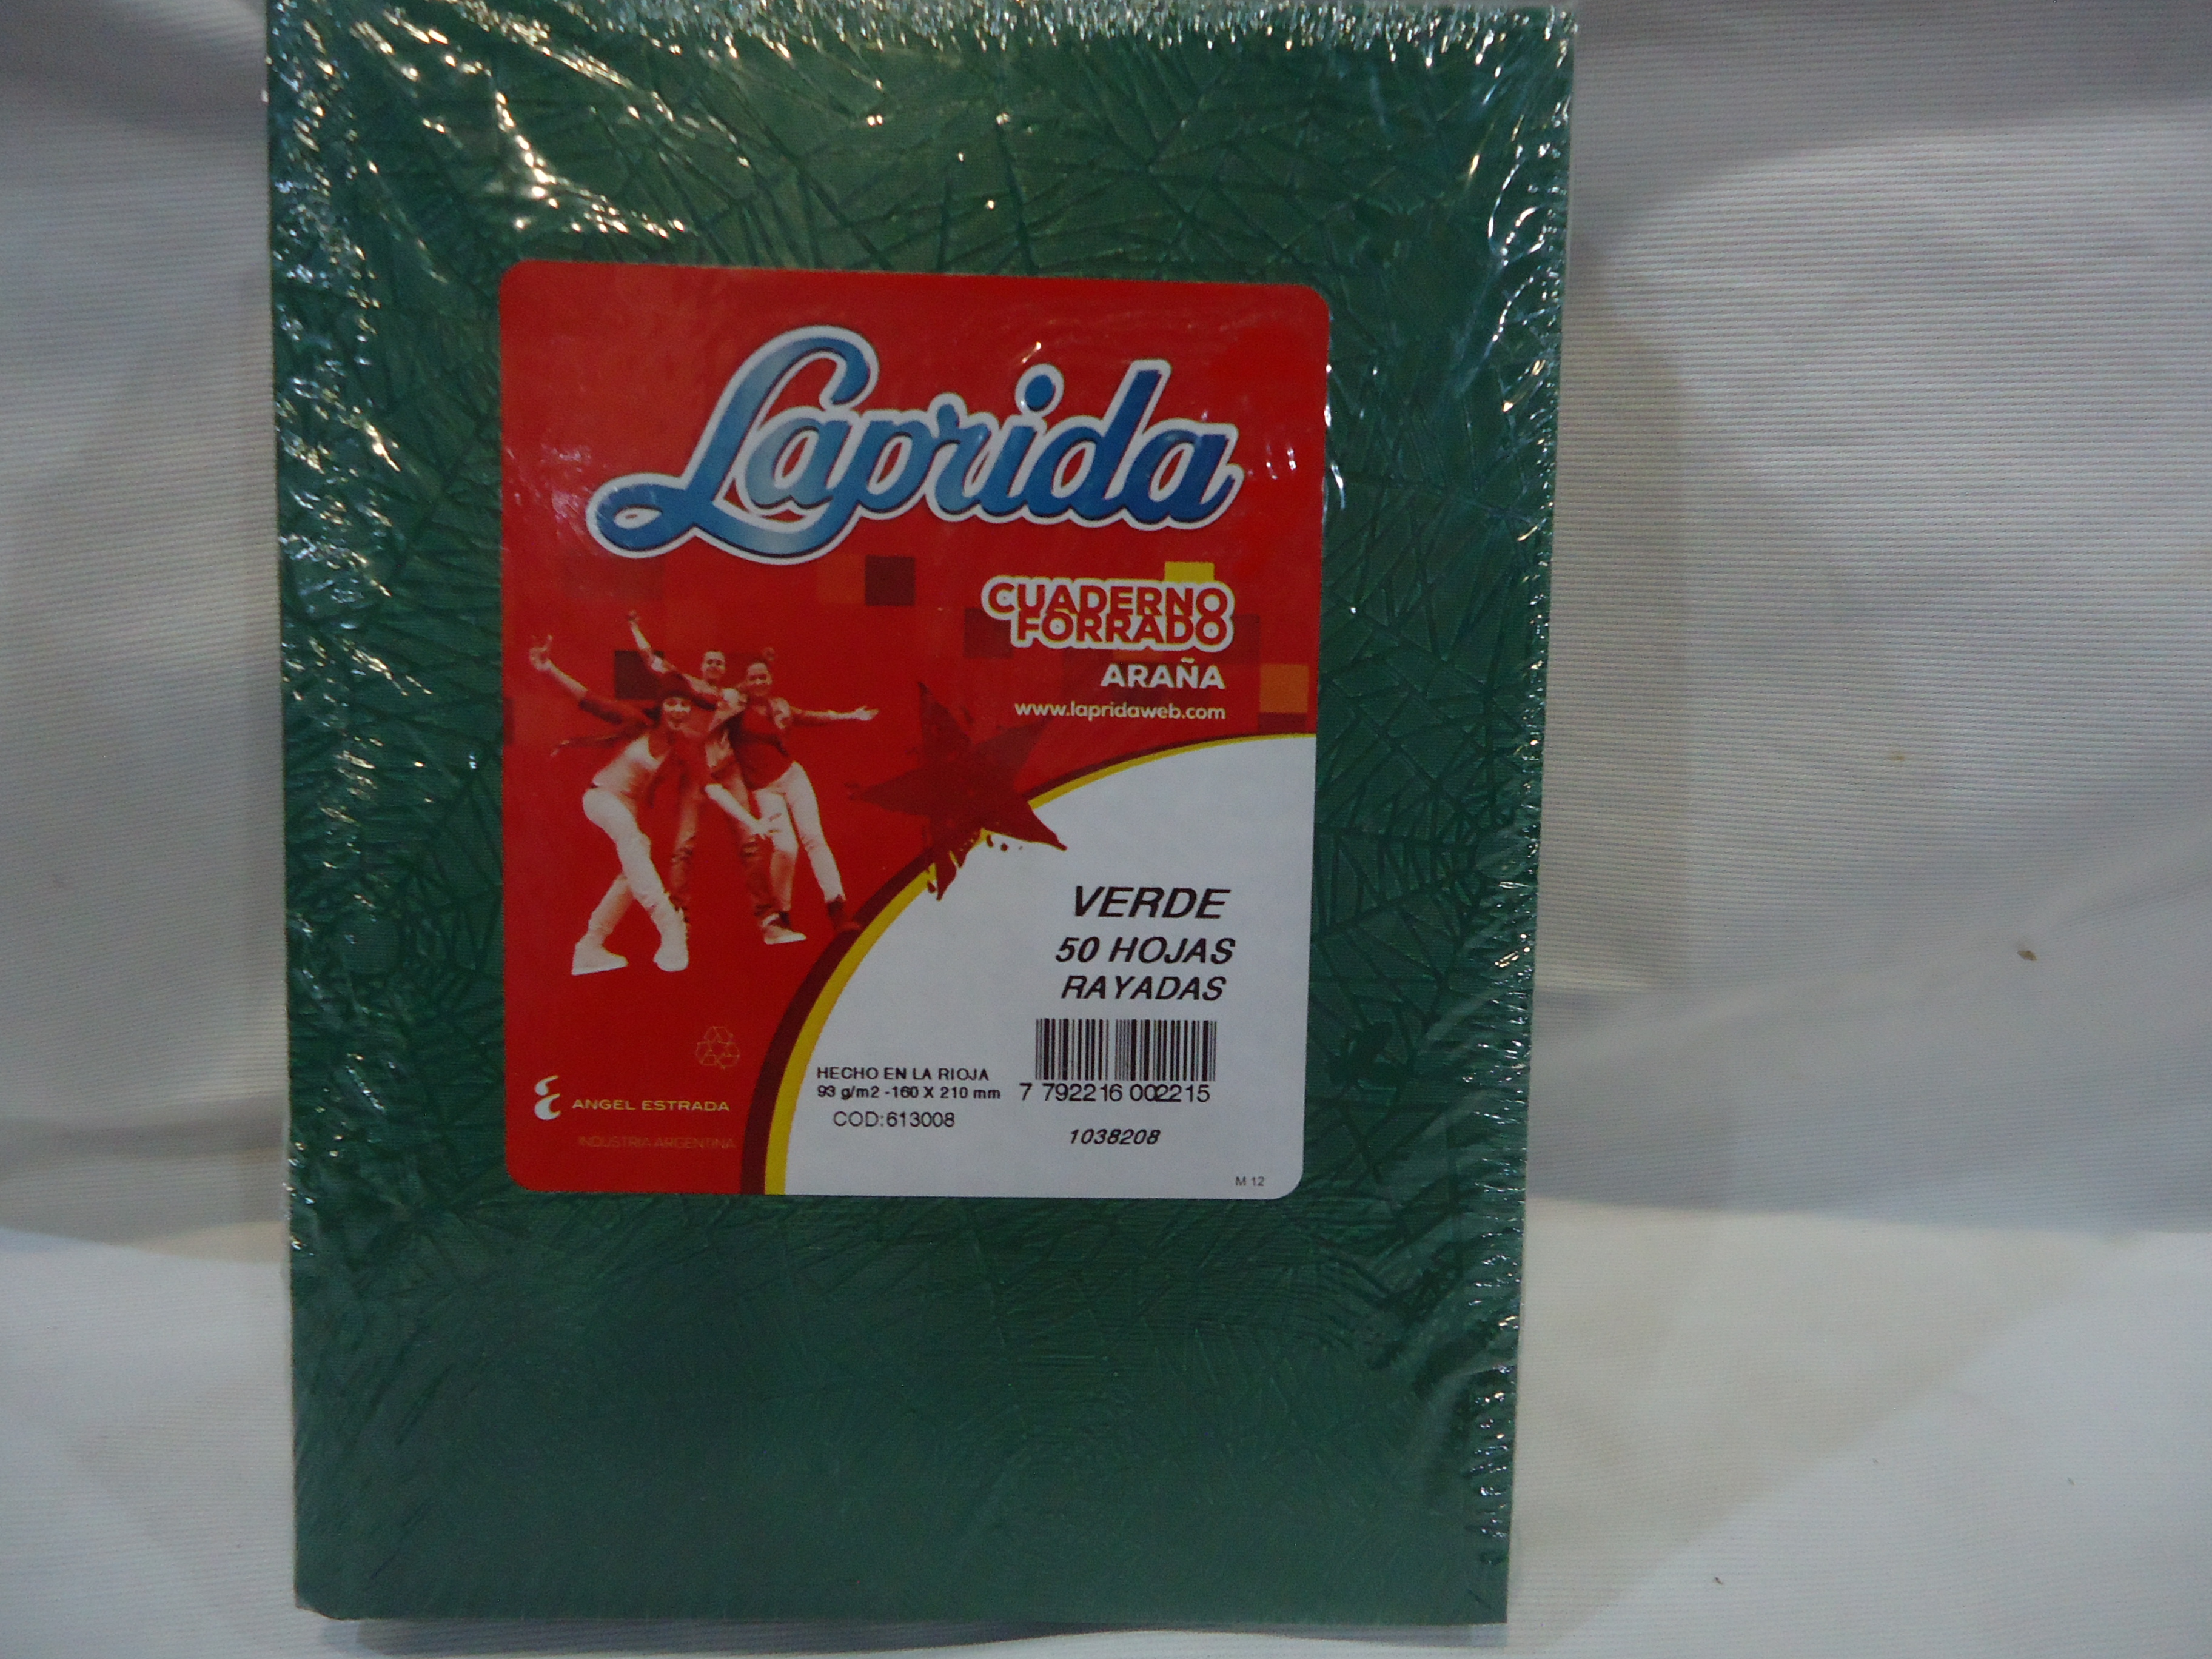 Laprida
CUADERNO
FORRADO
ARAÑA
www.lapridaweb.com
VERDE
50 HOJAS
RAYADAS
HECHO EN LA RIOJA
93 g/m2 -160 X 210 mm
COD:613008
7 792216 002215
1038208
ANGEL ESTRADA
INDUSTRIA ARGENTINA
M 12